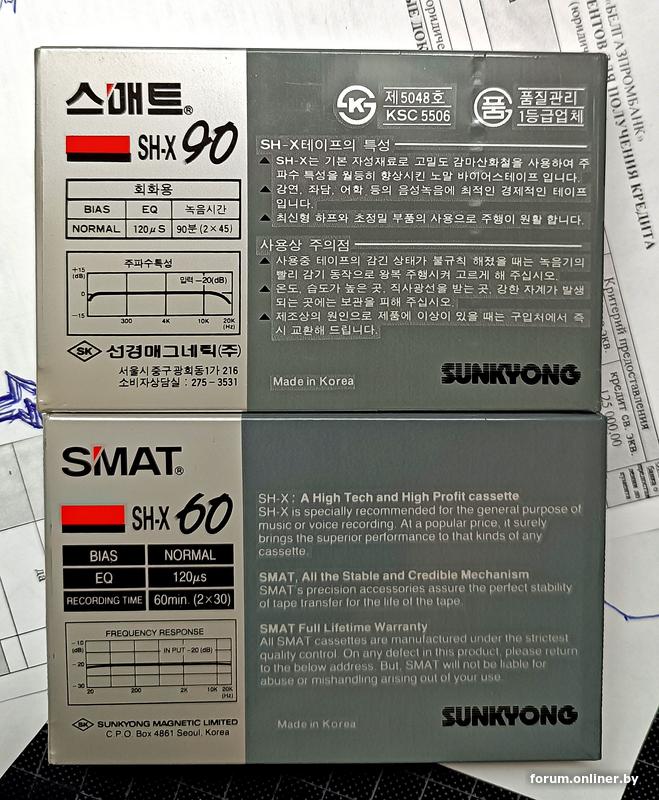 스매트®
SH-X 90
회화용
BIAS EQ 녹음시간
NORMAL 120μS 90분(2×45)
주파수특성
+15
(dB)
0
-15
입력 -20(dB)
300 4K 10K 20K
(Hz)
SK 선경매그네틱(주)
서울시중구광희동1가 216
소비자상담실 : 275-3531
제5048호
KSC 5506
품
품질관리
1등급업체
SH-X테이프의 특성
▲ SH-X는 기본 자성재료로 고밀도 감마산화철을 사용하여 주
파수 특성을 월등히 향상시킨 노말 바이어스테이프 입니다.
▲ 강연, 좌담, 어학 등의 음성녹음에 최적인 경제적인 테이프
입니다.
▲ 최신형 하프와 초정밀 부품의 사용으로 주행이 원활 합니다.
사용상 주의점
▲ 사용중 테이프의 감긴 상태가 불규칙 해졌을 때는 녹음기의
빨리 감기 동작으로 왕복 주행시켜 고르게 해 주십시오.
▲ 온도, 습도가 높은 곳, 직사광선을 받는 곳, 강한 자계가 발생
되는 곳에는 보관을 피해 주십시오.
▲ 제조상의 원인으로 제품에 이상이 있을 때는 구입처에서 즉
시 교환해 드립니다.
Made in Korea
SUNKYONG
SMAT®
SH-X 60
BIAS NORMAL
EQ 120μs
RECORDING TIME 60min. (2×30)
FREQUENCY RESPONSE
-10
(dB)
-20
-30
IN PUT -20 (dB)
20 200 2K 10K 20K
(Hz)
SK SUNKYONG MAGNETIC LIMITED
C.P.O. Box 4861 Seoul, Korea
SH-X : A High Tech and High Profit cassette
SH-X is specially recommended for the general purpose of
music or voice recording. At a popular price, it surely
brings the superior performance to that kinds of any
cassette.
SMAT, All the Stable and Credible Mechanism
SMAT's precision accessories assure the perfect stability
of tape transfer for the life of the tape.
SMAT Full Lifetime Warranty
All SMAT cassettes are manufactured under the strictest
quality control. On any defect in this product, please return
to the below address. But, SMAT will not be liable for
abuse or mishandling arising out of your use.
Made in Korea
SUNKYONG
«БЕЛГАЗПРОМБАНК»
ПОЛУЧЕНИЯ КРЕДИТА
Критерий предоставления
кредит св. экв.
125 000,00
forum.onliner.by